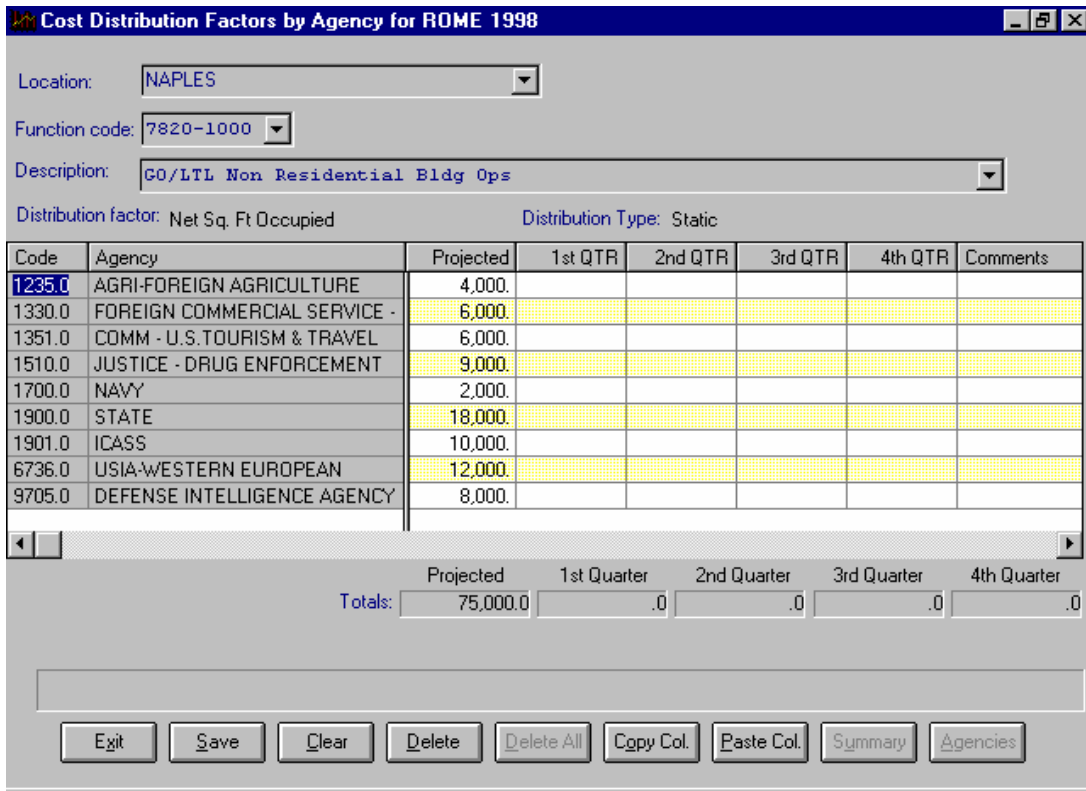 Cost Distribution Factors by Agency for ROME 1998
Location: NAPLES
Function code: 7820-1000
Description: GO/LTL Non Residential Bldg Ops
Distribution factor: Net Sq. Ft Occupied Distribution Type: Static
Code Agency Projected 1st QTR 2nd QTR 3rd QTR 4th QTR Comments
1235.0 AGRI-FOREIGN AGRICULTURE 4,000.
1330.0 FOREIGN COMMERCIAL SERVICE - 6,000.
1351.0 COMM - U.S.TOURISM & TRAVEL 6,000.
1510.0 JUSTICE - DRUG ENFORCEMENT 9,000.
1700.0 NAVY 2,000.
1900.0 STATE 18,000.
1901.0 ICASS 10,000.
6736.0 USIA-WESTERN EUROPEAN 12,000.
9705.0 DEFENSE INTELLIGENCE AGENCY 8,000.
Projected 1st Quarter 2nd Quarter 3rd Quarter 4th Quarter
Totals: 75,000.0 .0 .0 .0 .0
Exit Save Clear Delete Delete All Copy Col. Paste Col. Summary Agencies